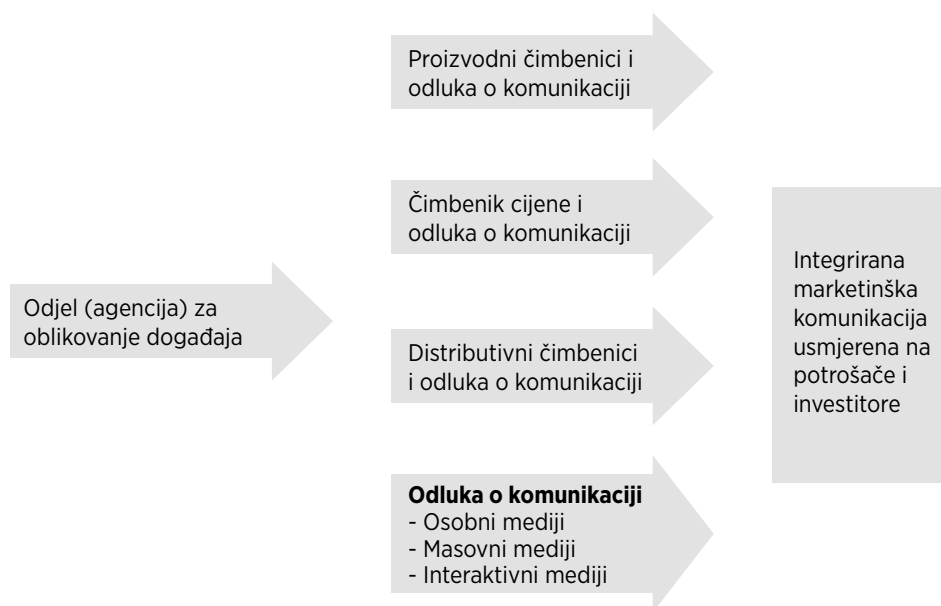 Proizvodni čimbenici i
odluka o komunikaciji
Čimbenik cijene i
odluka o komunikaciji
Odjel (agencija) za
oblikovanje događaja
Distributivni čimbenici
i odluka o komunikaciji
Odluka o komunikaciji
- Osobni mediji
- Masovni mediji
- Interaktivni mediji
Integrirana
marketinška
komunikacija
usmjerena na
potrošače i
investitore